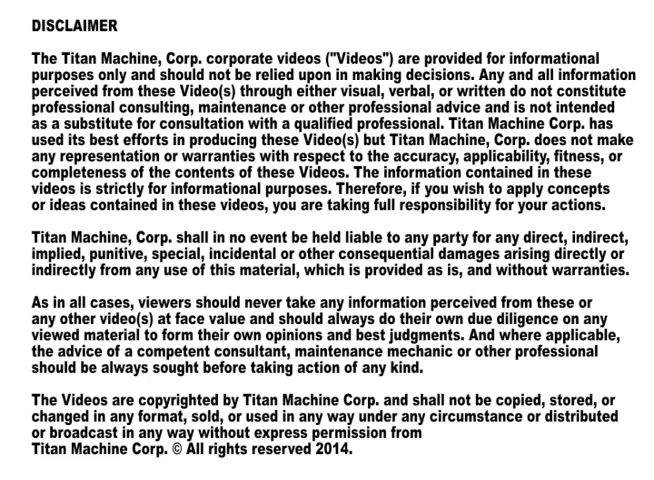 DISCLAIMER
The Titan Machine, Corp. corporate videos ("Videos") are provided for informational
purposes only and should not be relied upon in making decisions. Any and all information
perceived from these Video(s) through either visual, verbal, or written do not constitute
professional consulting, maintenance or other professional advice and is not intended
as a substitute for consultation with a qualified professional. Titan Machine Corp. has
used its best efforts in producing these Video(s) but Titan Machine, Corp. does not make
any representation or warranties with respect to the accuracy, applicability, fitness, or
completeness of the contents of these Videos. The information contained in these
videos is strictly for informational purposes. Therefore, if you wish to apply concepts
or ideas contained in these videos, you are taking full responsibility for your actions.
Titan Machine, Corp. shall in no event be held liable to any party for any direct, indirect,
implied, punitive, special, incidental or other consequential damages arising directly or
indirectly from any use of this material, which is provided as is, and without warranties.
As in all cases, viewers should never take any information perceived from these or
any other video(s) at face value and should always do their own due diligence on any
viewed material to form their own opinions and best judgments. And where applicable,
the advice of a competent consultant, maintenance mechanic or other professional
should be always sought before taking action of any kind.
The Videos are copyrighted by Titan Machine Corp. and shall not be copied, stored, or
changed in any format, sold, or used in any way under any circumstance or distributed
or broadcast in any way without express permission from
Titan Machine Corp. © All rights reserved 2014.